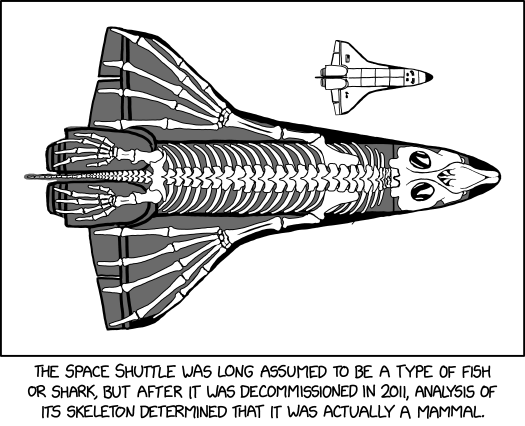 THE SPACE SHUTTLE WAS LONG ASSUMED TO BE A TYPE OF FISH
OR SHARK, BUT AFTER IT WAS DECOMMISSIONED IN 2011, ANALYSIS OF
ITS SKELETON DETERMINED THAT IT WAS ACTUALLY A MAMMAL.